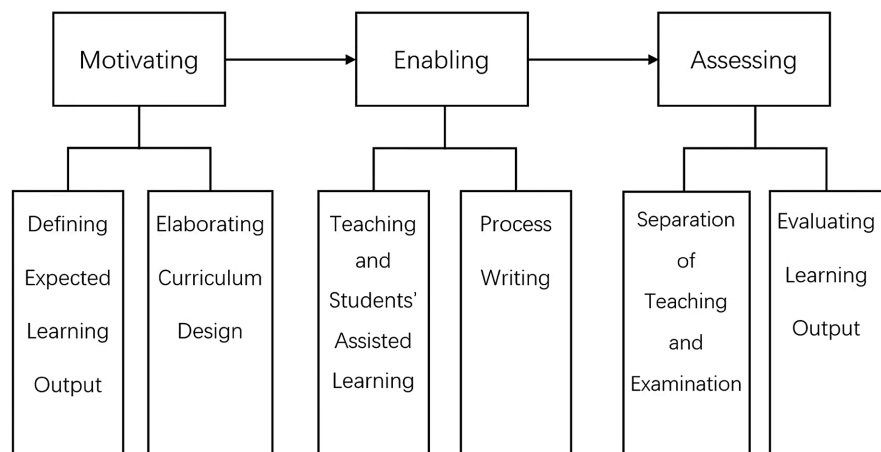 Motivating
Enabling
Assessing
Defining
Expected
Learning
Output
Elaborating
Curriculum
Design
Teaching
and
Students’
Assisted
Learning
Process
Writing
Separation
of
Teaching
and
Examination
Evaluating
Learning
Output